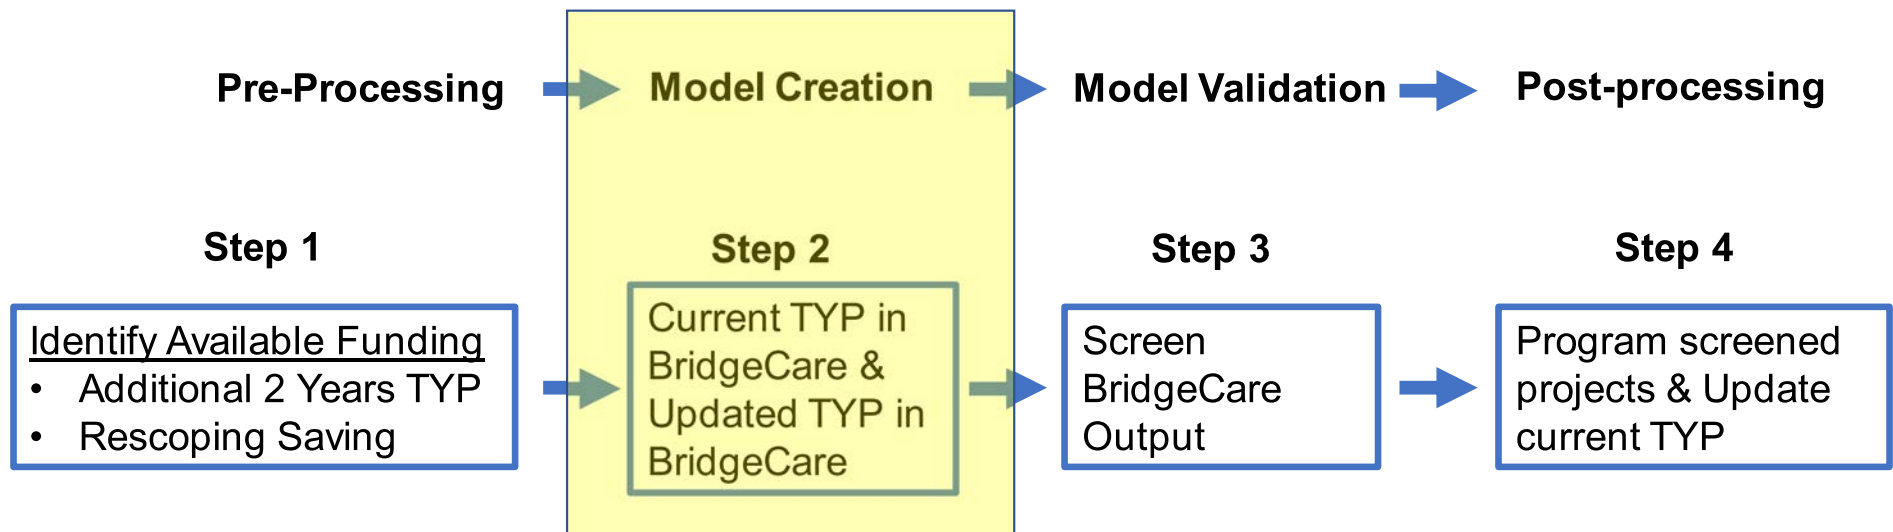 Pre-Processing
Model Creation
Model Validation
Post-processing
Step 1
Step 2
Step 3
Step 4
Identify Available Funding
• Additional 2 Years TYP
• Rescoping Saving
Current TYP in
BridgeCare &
Updated TYP in
BridgeCare
Screen
BridgeCare
Output
Program screened
projects & Update
current TYP